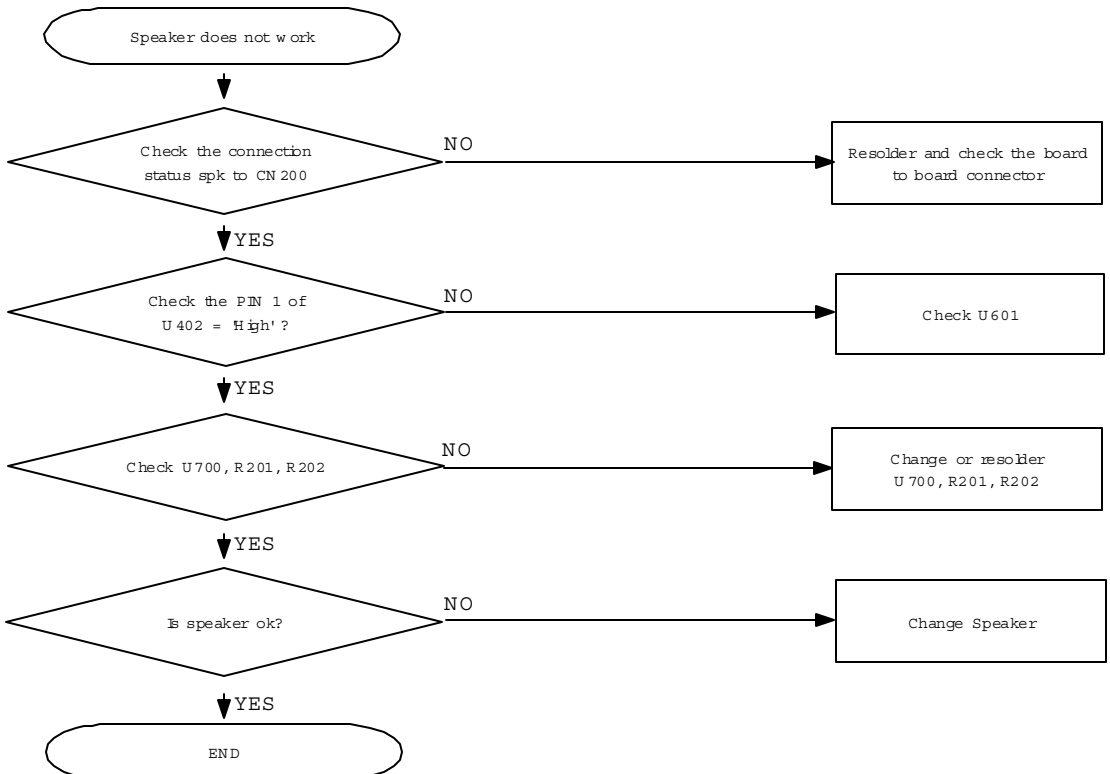 Speaker does not work
Check the connection
status spk to CN200
NO
Resolder and check the board
to board connector
YES
Check the PIN 1 of
U402 = 'High' ?
NO
Check U601
YES
Check U700, R201, R202
NO
Change or resolder
U700, R201, R202
YES
Is speaker ok?
NO
Change Speaker
YES
END